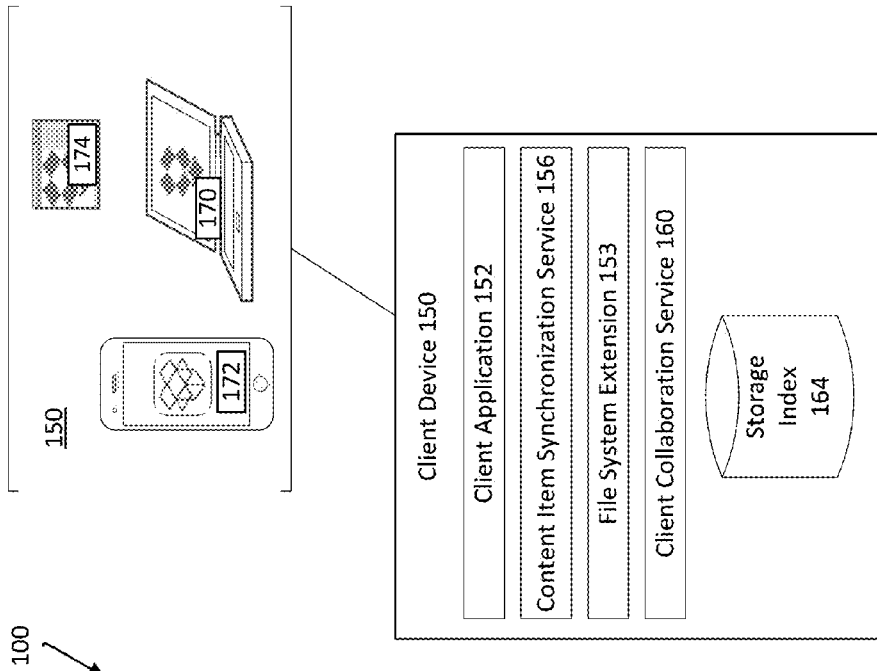 100
150
172
174
170
Client Device 150
Client Application 152
Content Item Synchronization Service 156
File System Extension 153
Client Collaboration Service 160
Storage
Index
164